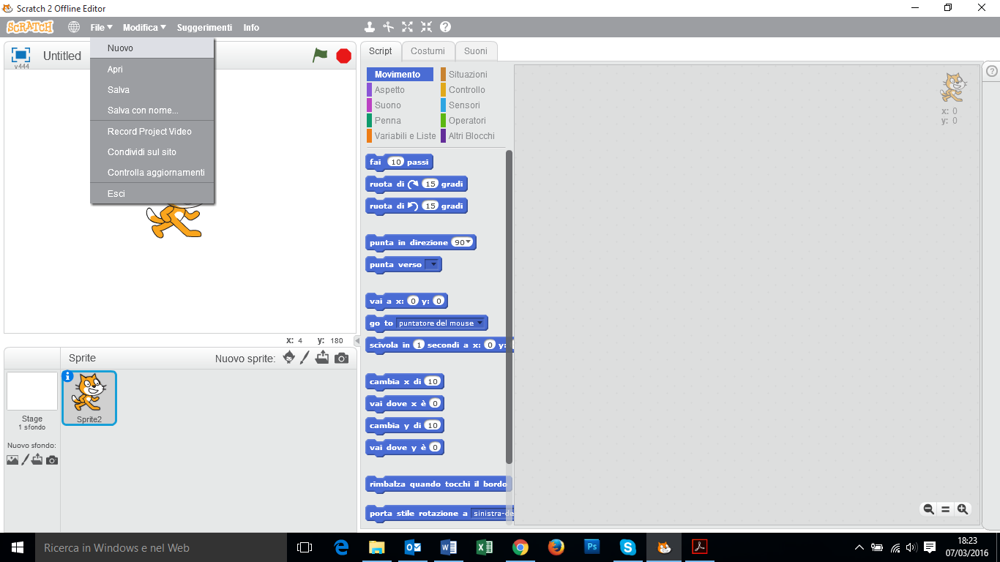 Scratch 2 Offline Editor
SCRATCH File Modifica Suggerimenti Info
Untitled
v444
Nuovo
Apri
Salva
Salva con nome...
Record Project Video
Condividi sul sito
Controlla aggiornamenti
Esci
x: 4 y: 180
Sprite Nuovo sprite:
Stage
1 sfondo
Nuovo sfondo:
Sprite2
Script Costumi Suoni
Movimento Situazioni
Aspetto Controllo
Suono Sensori
Penna Operatori
Variabili e Liste Altri Blocchi
fai 10 passi
ruota di 15 gradi
ruota di 15 gradi
punta in direzione 90
punta verso
vai a x: 0 y: 0
go to puntatore del mouse
scivola in 1 secondi a x: 0 y:
cambia x di 10
vai dove x è 0
cambia y di 10
vai dove y è 0
rimbalza quando tocchi il bordo
porta stile rotazione a sinistra-de
x: 0
y: 0
Ricerca in Windows e nel Web
18:23
07/03/2016